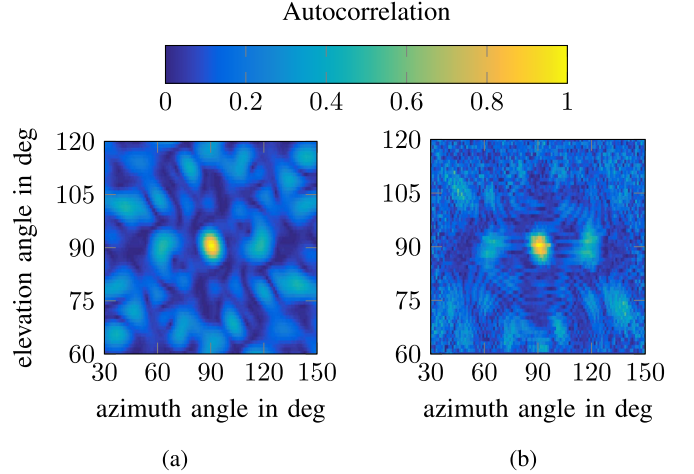 Autocorrelation
0 0.2 0.4 0.6 0.8 1
elevation angle in deg
120
105
90
75
60
30 60 90 120 150
azimuth angle in deg
(a)
120
105
90
75
60
30 60 90 120 150
azimuth angle in deg
(b)